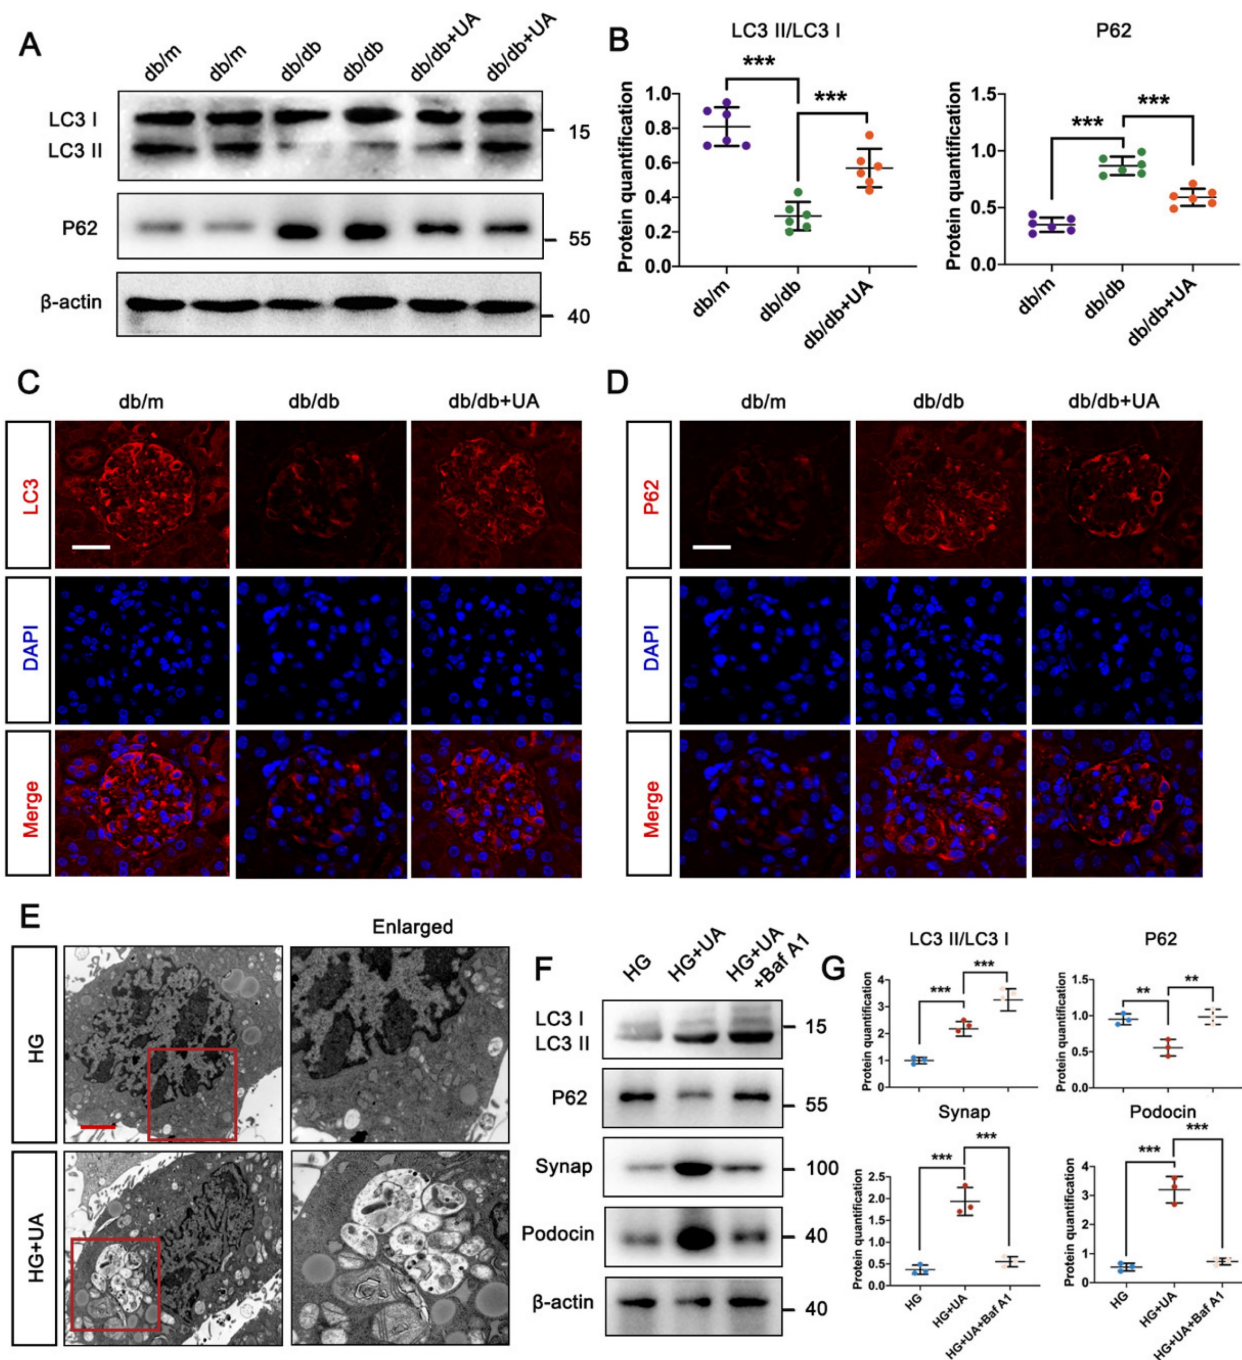 A
db/m db/m db/db db/db db/db+UA db/db+UA
LC3 I
15
LC3 II
P62
55
β-actin
40
B
LC3 II/LC3 I
***
***
Protein quantification
1.0
0.8
0.6
0.4
0.2
0.0
db/m db/db db/db+UA
P62
***
***
Protein quantification
1.5
1.0
0.5
0.0
db/m db/db db/db+UA
C
db/m db/db db/db+UA
LC3
DAPI
Merge
D
db/m db/db db/db+UA
P62
DAPI
Merge
E
Enlarged
HG
HG+UA
F
HG HG+UA HG+UA
+Baf A1
LC3 I
15
LC3 II
P62
55
Synap
100
Podocin
40
β-actin
40
G
LC3 II/LC3 I
***
***
Protein quantification
4
3
2
1
0
P62
**
**
Protein quantification
1.5
1.0
0.5
0.0
Synap
***
***
Protein quantification
2.5
2.0
1.5
1.0
0.5
0.0
HG HG+UA HG+UA+Baf A1
Podocin
***
***
Protein quantification
4
3
2
1
0
HG HG+UA HG+UA+Baf A1